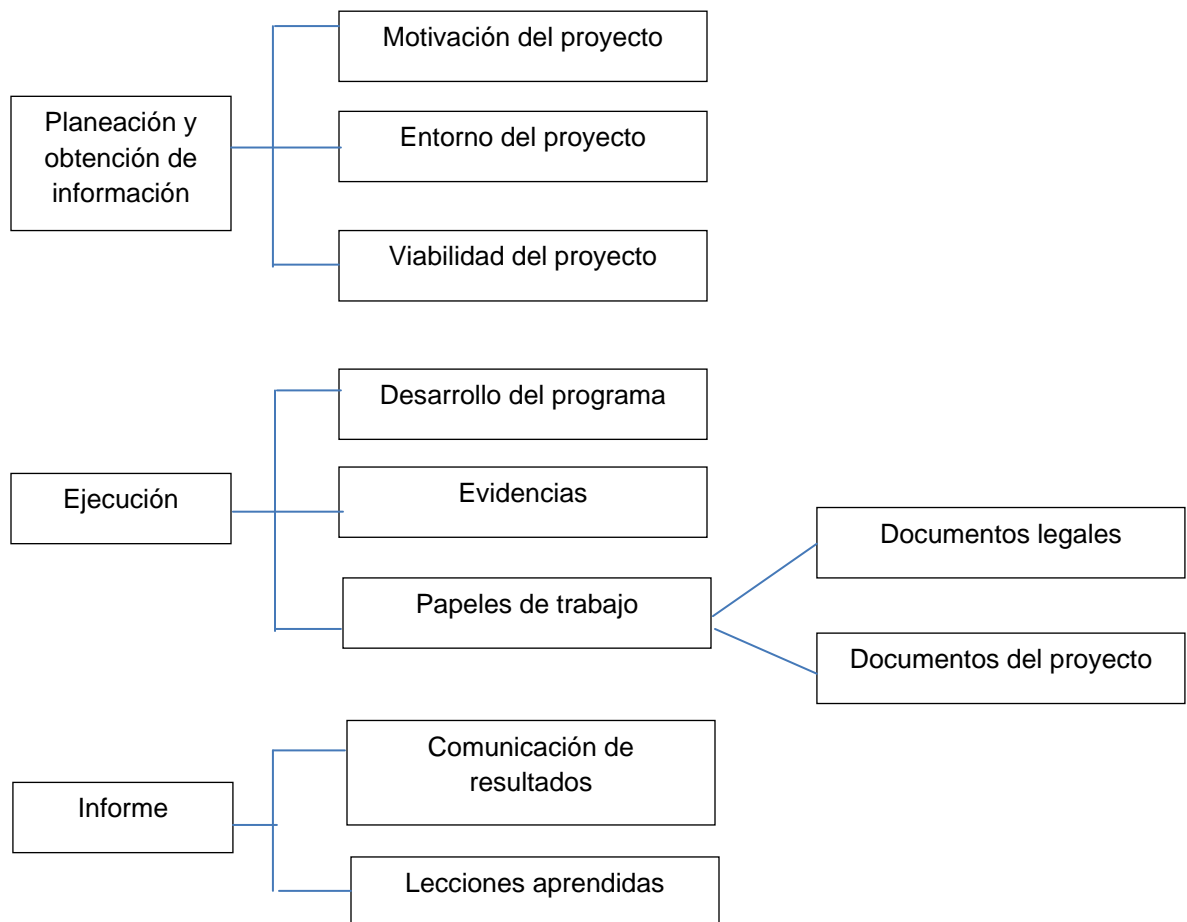 Motivación del proyecto
Planeación y
obtención de
información
Entorno del proyecto
Viabilidad del proyecto
Desarrollo del programa
Ejecución
Evidencias
Papeles de trabajo
Documentos legales
Documentos del proyecto
Comunicación de
resultados
Informe
Lecciones aprendidas